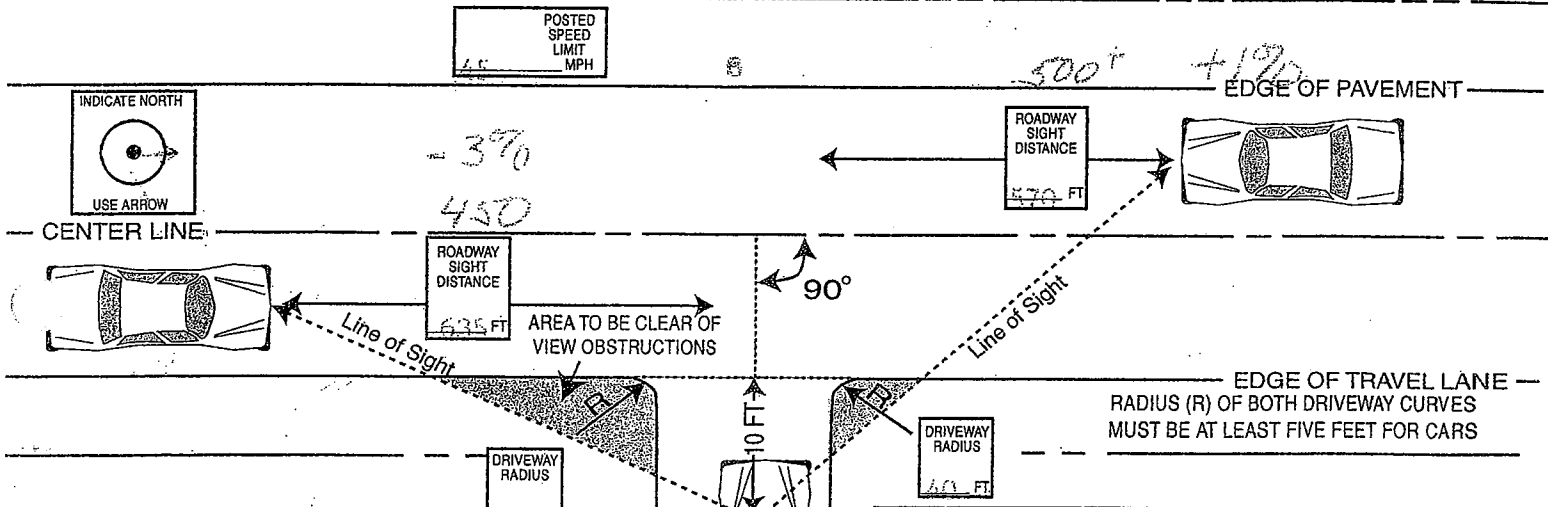 POSTED
SPEED
LIMIT
45 MPH
500+ +1%
EDGE OF PAVEMENT
INDICATE NORTH
USE ARROW
- 3%
450
ROADWAY
SIGHT
DISTANCE
570 FT
CENTER LINE
ROADWAY
SIGHT
DISTANCE
635 FT
90°
AREA TO BE CLEAR OF
VIEW OBSTRUCTIONS
Line of Sight
Line of Sight
EDGE OF TRAVEL LANE
RADIUS (R) OF BOTH DRIVEWAY CURVES
MUST BE AT LEAST FIVE FEET FOR CARS
R
R
10 FT
DRIVEWAY
RADIUS
FT
DRIVEWAY
RADIUS